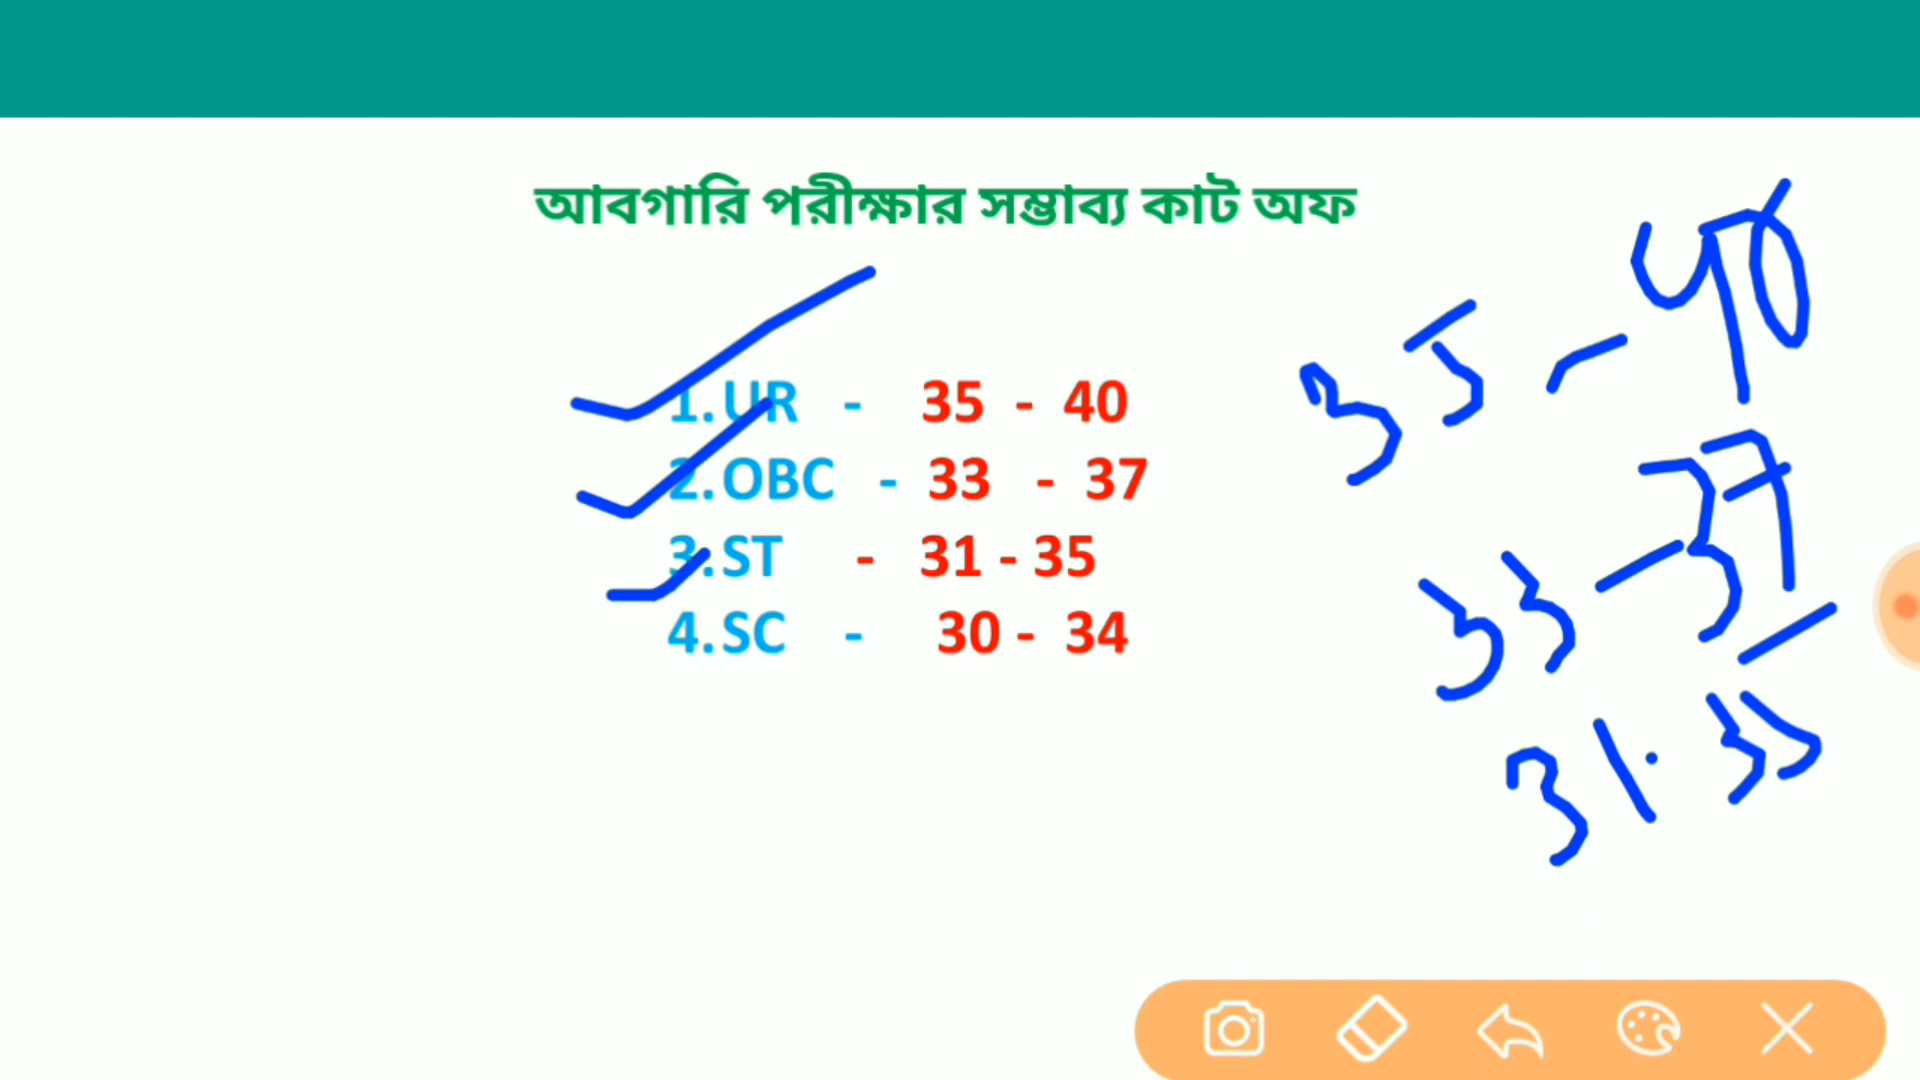 আবগারি পরীক্ষার সম্ভাব্য কাট অফ
1. UR - 35 - 40
2. OBC - 33 - 37
3. ST - 31 - 35
4. SC - 30 - 34
35 - 40
33 - 37
31 . 35